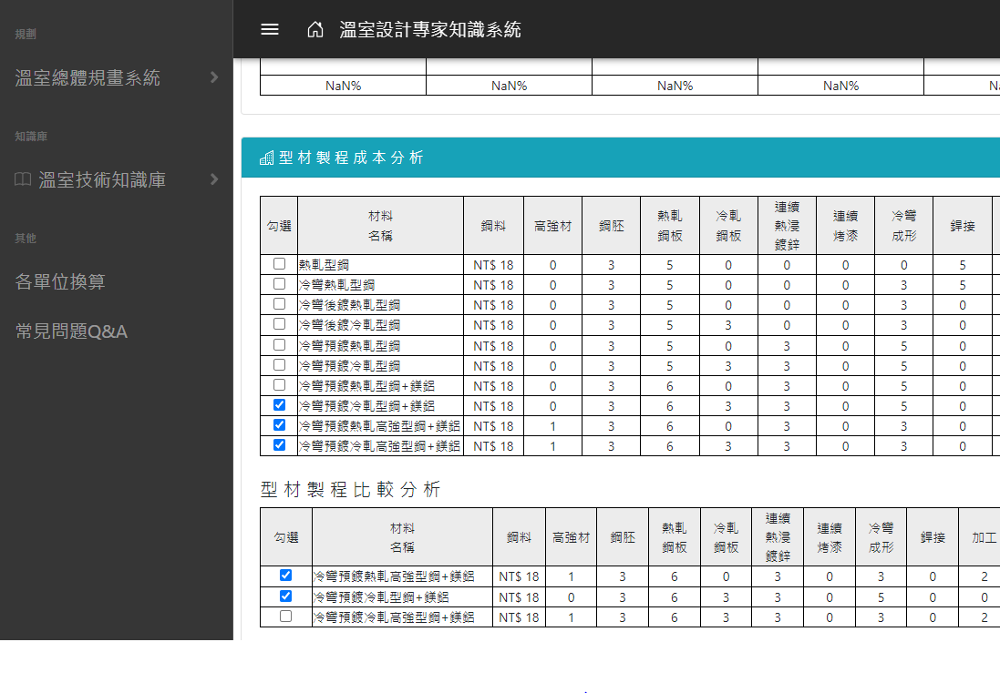 規劃
溫室總體規畫系統
知識庫
溫室技術知識庫
其他
各單位換算
常見問題Q&A
溫室設計專家知識系統
NaN% NaN% NaN% NaN%
型材製程成本分析
勾選 材料名稱 鋼料 高強材 鋼胚 熱軋鋼板 冷軋鋼板 連續熱浸鍍鋅 連續烤漆 冷彎成形 銲接
熱軋型鋼 NT$ 18 0 3 5 0 0 0 0 5
冷彎熱軋型鋼 NT$ 18 0 3 5 0 0 0 3 5
冷彎後鍍熱軋型鋼 NT$ 18 0 3 5 0 0 0 3 0
冷彎後鍍冷軋型鋼 NT$ 18 0 3 5 3 0 0 3 0
冷彎預鍍熱軋型鋼 NT$ 18 0 3 5 0 3 0 5 0
冷彎預鍍冷軋型鋼 NT$ 18 0 3 5 3 3 0 5 0
冷彎預鍍熱軋型鋼+鎂鋁 NT$ 18 0 3 6 0 3 0 5 0
冷彎預鍍冷軋型鋼+鎂鋁 NT$ 18 0 3 6 3 3 0 5 0
冷彎預鍍熱軋高強型鋼+鎂鋁 NT$ 18 1 3 6 0 3 0 3 0
冷彎預鍍冷軋高強型鋼+鎂鋁 NT$ 18 1 3 6 3 3 0 3 0
型材製程比較分析
勾選 材料名稱 鋼料 高強材 鋼胚 熱軋鋼板 冷軋鋼板 連續熱浸鍍鋅 連續烤漆 冷彎成形 銲接 加工
冷彎預鍍熱軋高強型鋼+鎂鋁 NT$ 18 1 3 6 0 3 0 3 0 2
冷彎預鍍冷軋型鋼+鎂鋁 NT$ 18 0 3 6 3 3 0 5 0 0
冷彎預鍍冷軋高強型鋼+鎂鋁 NT$ 18 1 3 6 3 3 0 3 0 2